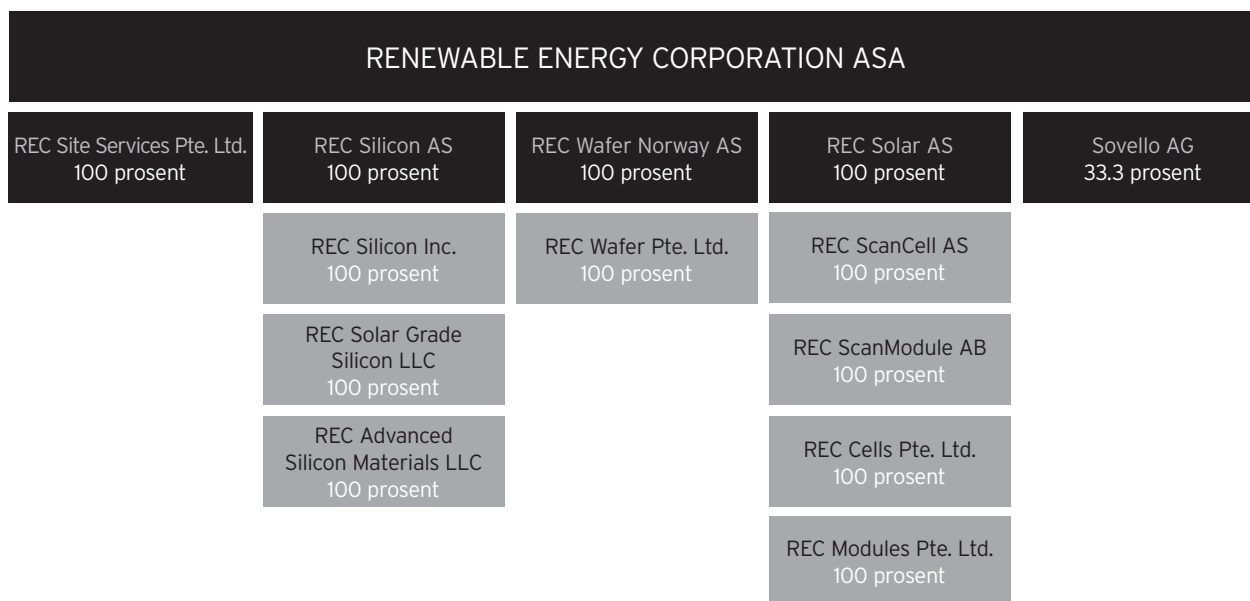 RENEWABLE ENERGY CORPORATION ASA
REC Site Services Pte. Ltd.
100 prosent
REC Silicon AS
100 prosent
REC Wafer Norway AS
100 prosent
REC Solar AS
100 prosent
Sovello AG
33.3 prosent
REC Silicon Inc.
100 prosent
REC Wafer Pte. Ltd.
100 prosent
REC ScanCell AS
100 prosent
REC Solar Grade
Silicon LLC
100 prosent
REC ScanModule AB
100 prosent
REC Advanced
Silicon Materials LLC
100 prosent
REC Cells Pte. Ltd.
100 prosent
REC Modules Pte. Ltd.
100 prosent